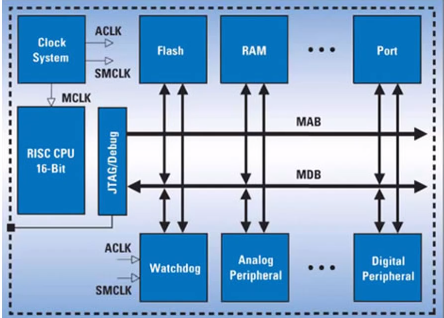 Clock
System
ACLK
SMCLK
MCLK
Flash
RAM
Port
RISC CPU
16-Bit
JTAG/Debug
MAB
MDB
ACLK
SMCLK
Watchdog
Analog
Peripheral
Digital
Peripheral